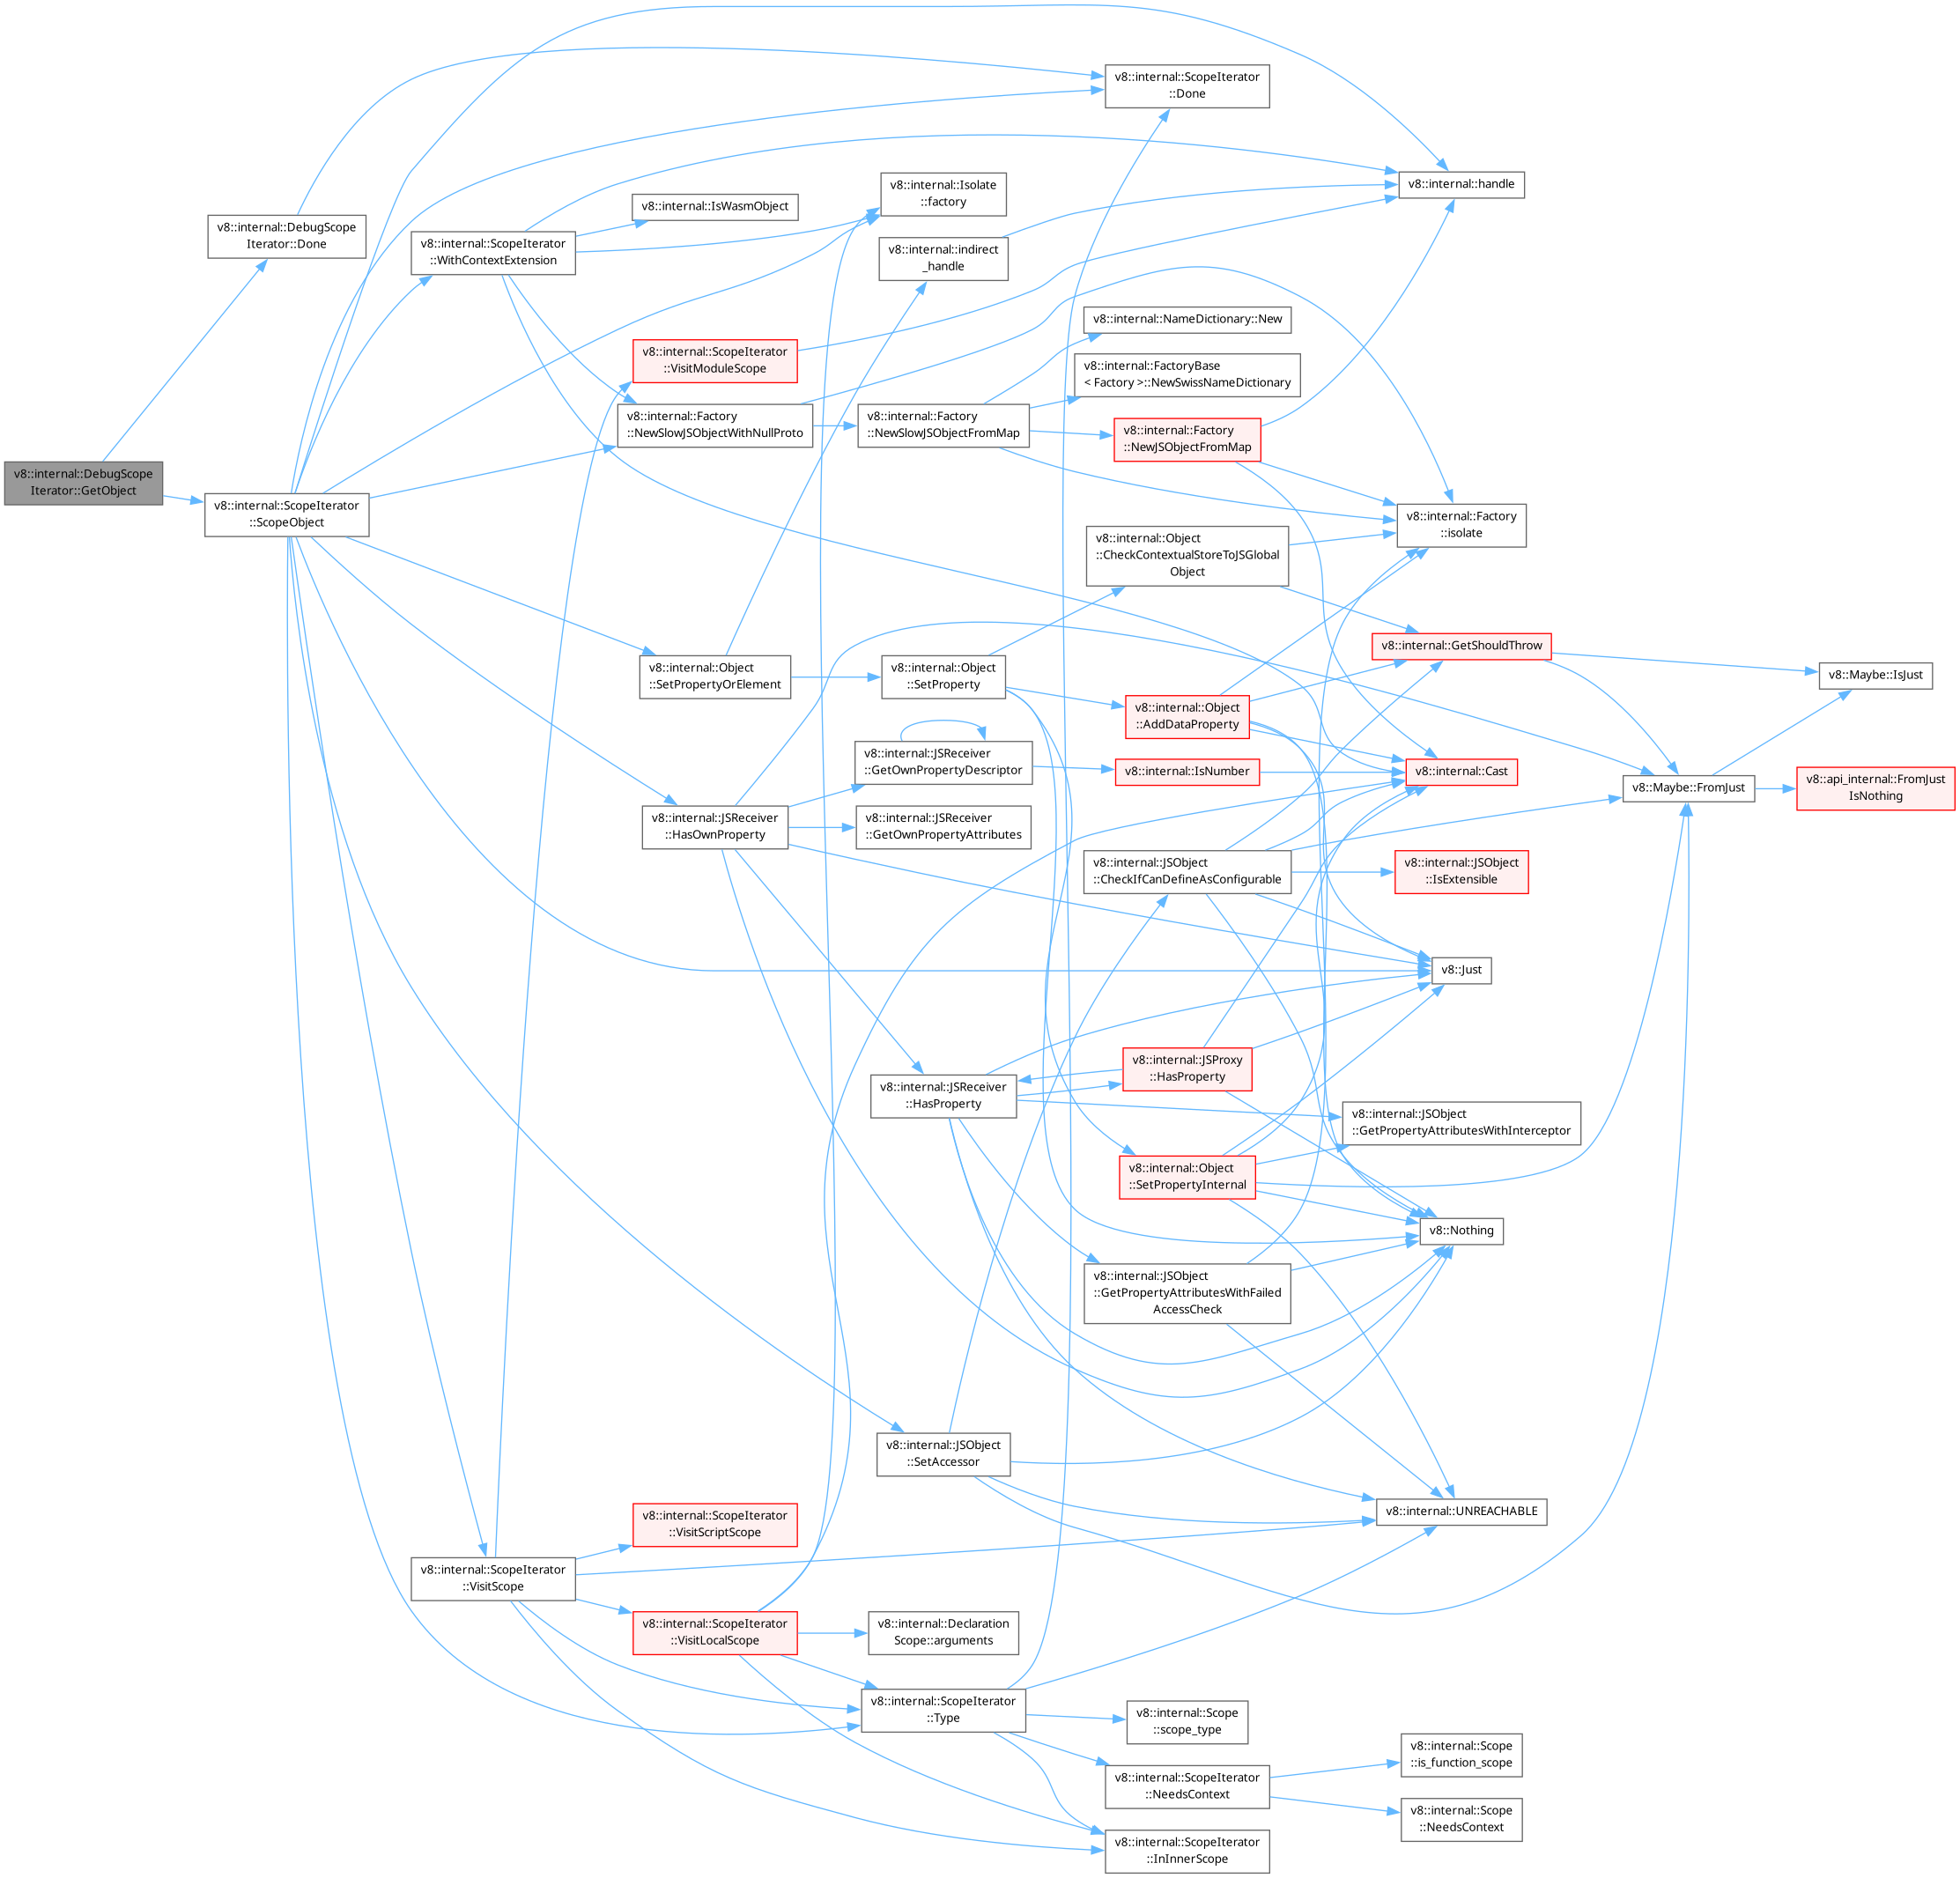 v8::internal::DebugScope
Iterator::GetObject
v8::internal::DebugScope
Iterator::Done
v8::internal::ScopeIterator
::ScopeObject
v8::internal::ScopeIterator
::WithContextExtension
v8::internal::ScopeIterator
::VisitScope
v8::internal::IsWasmObject
v8::internal::ScopeIterator
::VisitModuleScope
v8::internal::Factory
::NewSlowJSObjectWithNullProto
v8::internal::Object
::SetPropertyOrElement
v8::internal::JSReceiver
::HasOwnProperty
v8::internal::ScopeIterator
::VisitScriptScope
v8::internal::ScopeIterator
::VisitLocalScope
v8::internal::Isolate
::factory
v8::internal::indirect
_handle
v8::internal::Factory
::NewSlowJSObjectFromMap
v8::internal::Object
::SetProperty
v8::internal::JSReceiver
::GetOwnPropertyDescriptor
v8::internal::JSReceiver
::GetOwnPropertyAttributes
v8::internal::JSReceiver
::HasProperty
v8::internal::JSObject
::SetAccessor
v8::internal::Declaration
Scope::arguments
v8::internal::ScopeIterator
::Type
v8::internal::ScopeIterator
::Done
v8::internal::NameDictionary::New
v8::internal::FactoryBase
< Factory >::NewSwissNameDictionary
v8::internal::Factory
::NewJSObjectFromMap
v8::internal::Object
::CheckContextualStoreToJSGlobal
Object
v8::internal::Object
::AddDataProperty
v8::internal::IsNumber
v8::internal::JSObject
::CheckIfCanDefineAsConfigurable
v8::internal::JSProxy
::HasProperty
v8::internal::Object
::SetPropertyInternal
v8::internal::JSObject
::GetPropertyAttributesWithFailed
AccessCheck
v8::internal::Scope
::scope_type
v8::internal::ScopeIterator
::NeedsContext
v8::internal::ScopeIterator
::InInnerScope
v8::internal::handle
v8::internal::Factory
::isolate
v8::internal::GetShouldThrow
v8::internal::Cast
v8::internal::JSObject
::IsExtensible
v8::Just
v8::internal::JSObject
::GetPropertyAttributesWithInterceptor
v8::Nothing
v8::internal::UNREACHABLE
v8::internal::Scope
::is_function_scope
v8::internal::Scope
::NeedsContext
v8::Maybe::FromJust
v8::Maybe::IsJust
v8::api_internal::FromJust
IsNothing